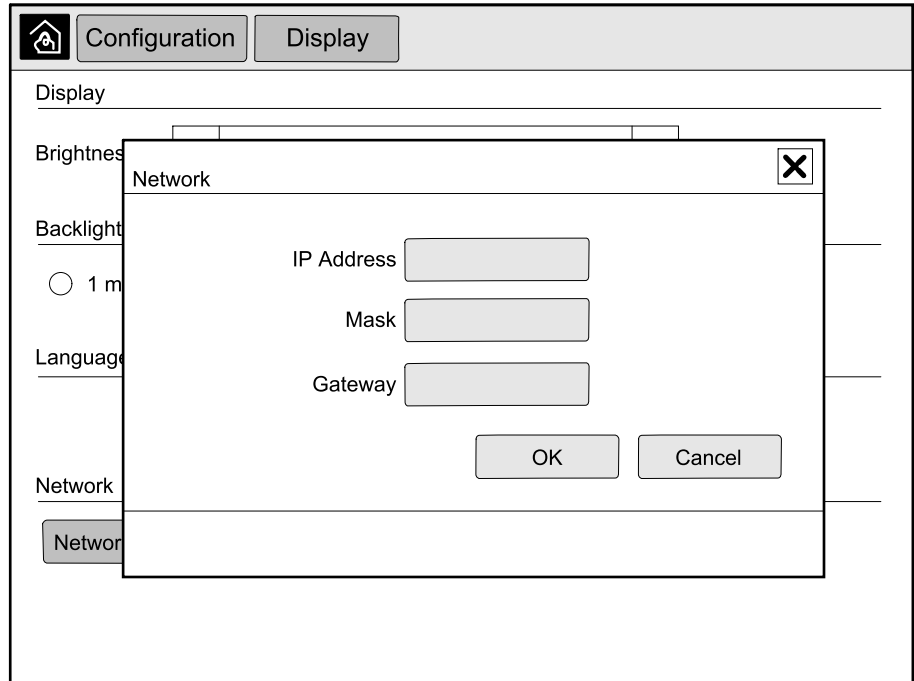 Configuration Display
Display
Brightnes
Network
Backlight
IP Address
1 m
Mask
Language
Gateway
OK Cancel
Network
Networ